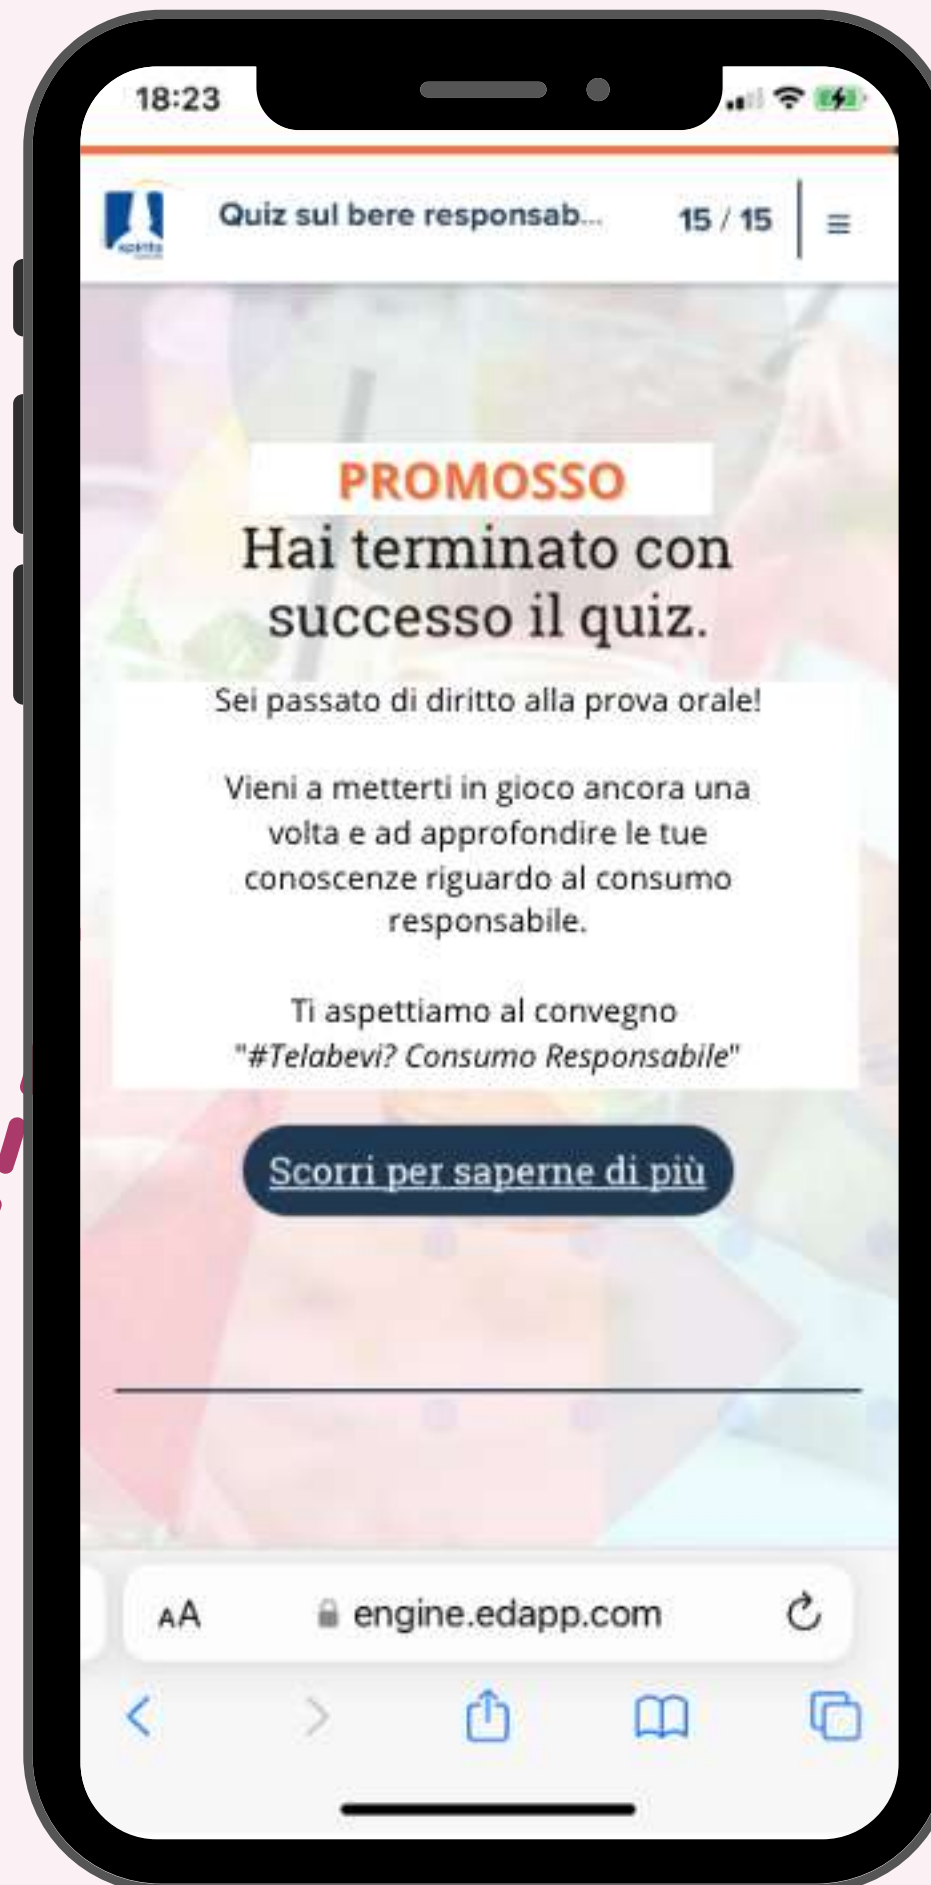 18:23
Quiz sul bere responsab... 15 / 15
PROMOSSO
Hai terminato con
successo il quiz.
Sei passato di diritto alla prova orale!
Vieni a metterti in gioco ancora una
volta e ad approfondire le tue
conoscenze riguardo al consumo
responsabile.
Ti aspettiamo al convegno
"#Telabevi? Consumo Responsabile"
Scorri per saperne di più
AA engine.edapp.com